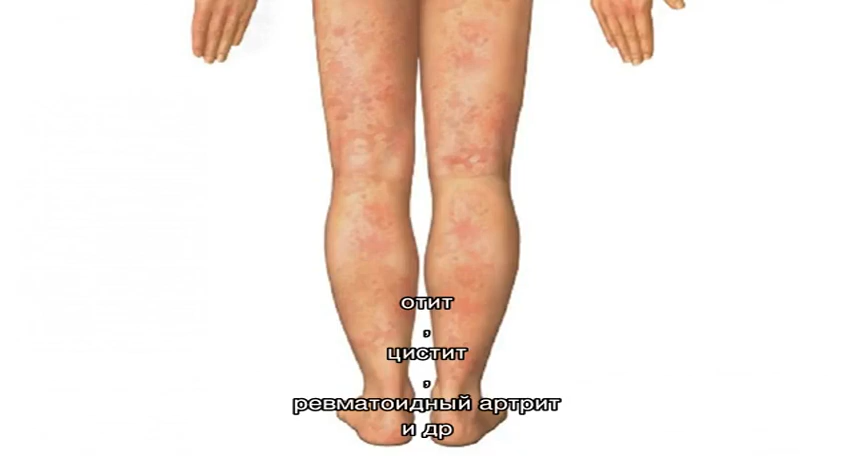 отит
,
цистит
,
ревматоидный артрит
и др